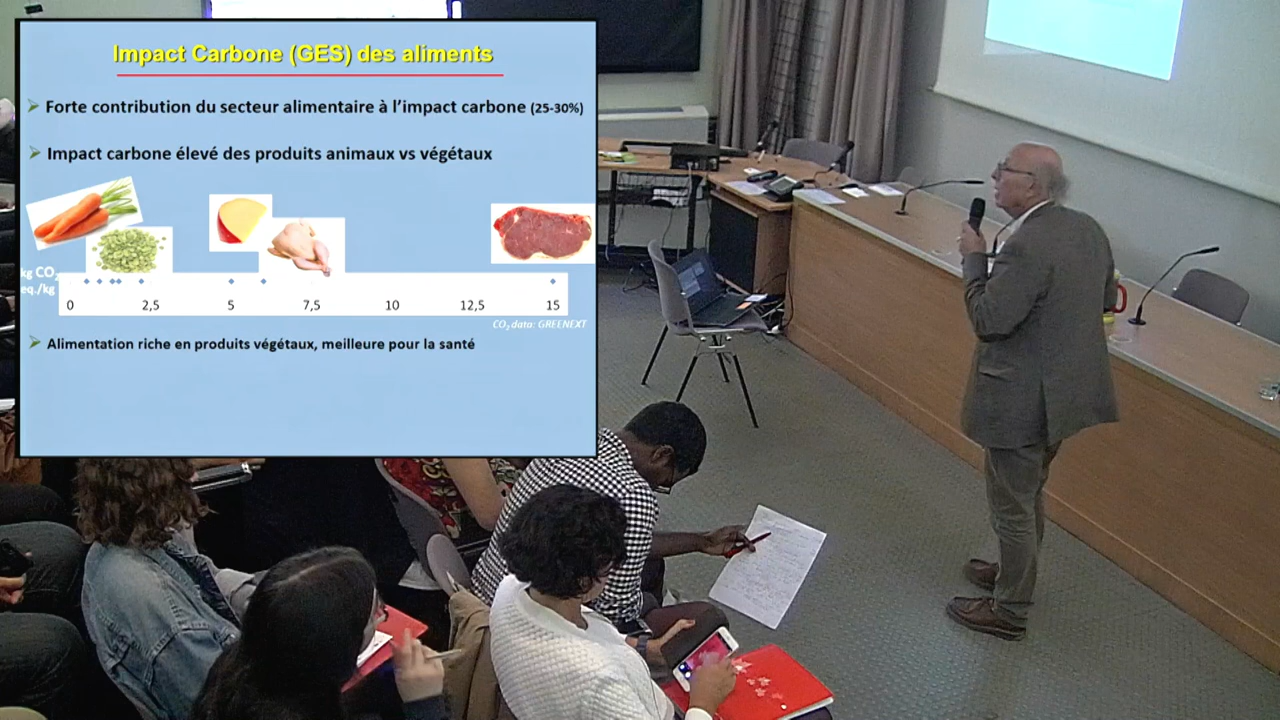 Impact Carbone (GES) des aliments
Forte contribution du secteur alimentaire à l'impact carbone (25-30%)
Impact carbone élevé des produits animaux vs végétaux
kg CO2
eq./kg
0 2,5 5 7,5 10 12,5 15
CO2 data: GREENEXT
Alimentation riche en produits végétaux, meilleure pour la santé